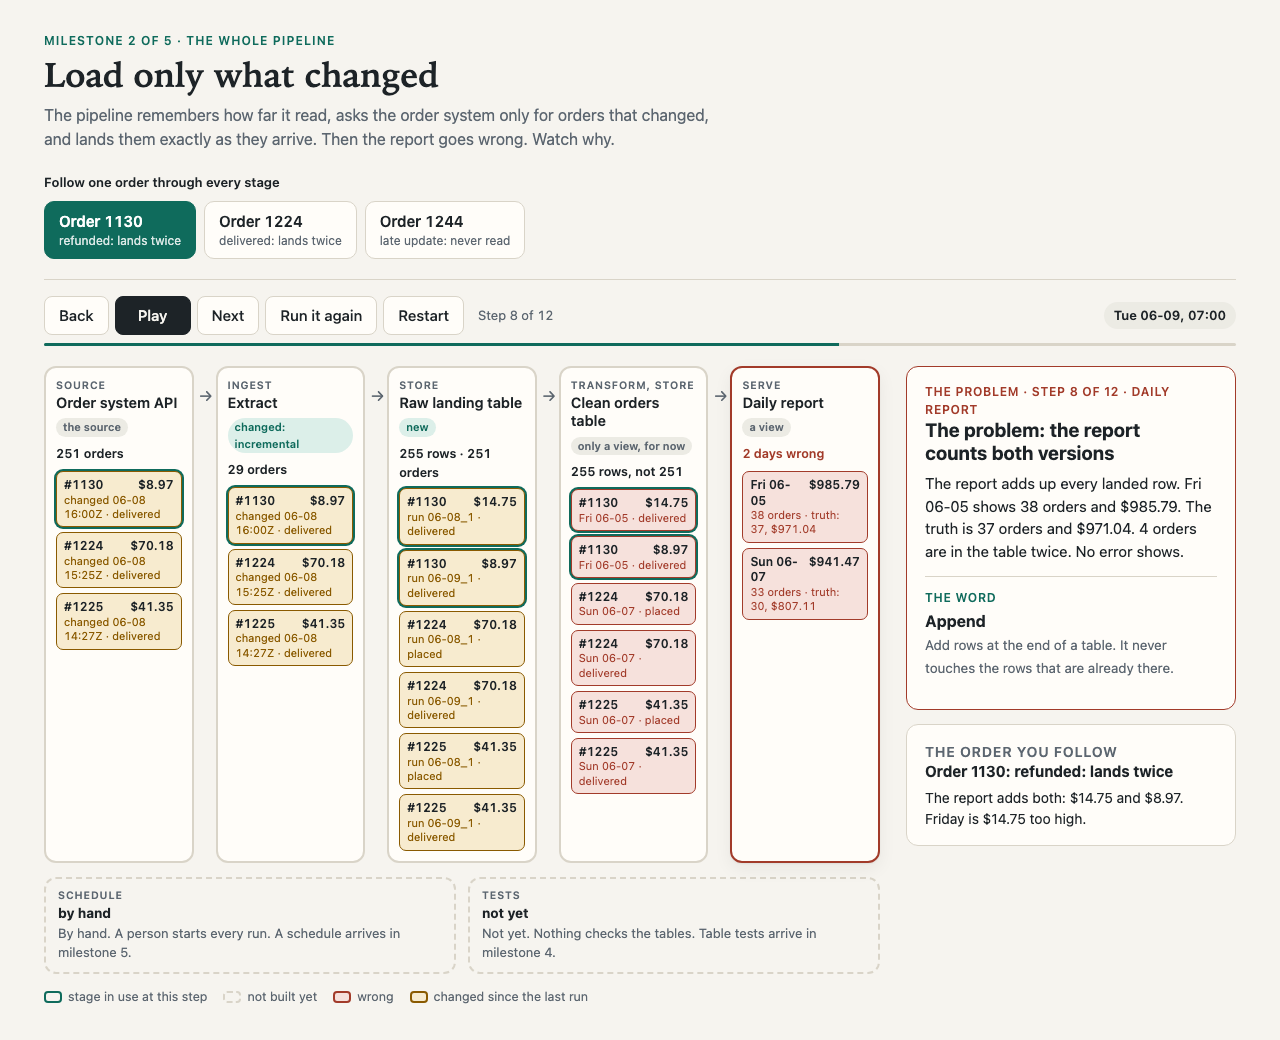 MILESTONE 2 OF 5 · THE WHOLE PIPELINE
Load only what changed
The pipeline remembers how far it read, asks the order system only for orders that changed,
and lands them exactly as they arrive. Then the report goes wrong. Watch why.
Follow one order through every stage
Order 1130
refunded: lands twice
Order 1224
delivered: lands twice
Order 1244
late update: never read
Back
Play
Next
Run it again
Restart
Step 8 of 12
Tue 06-09, 07:00
SOURCE
Order system API
the source
251 orders
#1130 $8.97
changed 06-08
16:00Z · delivered
#1224 $70.18
changed 06-08
15:25Z · delivered
#1225 $41.35
changed 06-08
14:27Z · delivered
→
INGEST
Extract
changed:
incremental
29 orders
#1130 $8.97
changed 06-08
16:00Z · delivered
#1224 $70.18
changed 06-08
15:25Z · delivered
#1225 $41.35
changed 06-08
14:27Z · delivered
→
STORE
Raw landing table
new
255 rows · 251
orders
#1130 $14.75
run 06-08_1 ·
delivered
#1130 $8.97
run 06-09_1 ·
delivered
#1224 $70.18
run 06-08_1 ·
placed
#1224 $70.18
run 06-09_1 ·
delivered
#1225 $41.35
run 06-08_1 ·
placed
#1225 $41.35
run 06-09_1 ·
delivered
→
TRANSFORM, STORE
Clean orders
table
only a view, for now
255 rows, not 251
#1130 $14.75
Fri 06-05 · delivered
#1130 $8.97
Fri 06-05 · delivered
#1224 $70.18
Sun 06-07 · placed
#1224 $70.18
Sun 06-07 ·
delivered
#1225 $41.35
Sun 06-07 · placed
#1225 $41.35
Sun 06-07 ·
delivered
→
SERVE
Daily report
a view
2 days wrong
Fri 06- $985.79
05
38 orders · truth:
37, $971.04
Sun 06- $941.47
07
33 orders · truth:
30, $807.11
THE PROBLEM · STEP 8 OF 12 · DAILY
REPORT
The problem: the report
counts both versions
The report adds up every landed row. Fri
06-05 shows 38 orders and $985.79. The
truth is 37 orders and $971.04. 4 orders
are in the table twice. No error shows.
THE WORD
Append
Add rows at the end of a table. It never
touches the rows that are already there.
THE ORDER YOU FOLLOW
Order 1130: refunded: lands twice
The report adds both: $14.75 and $8.97.
Friday is $14.75 too high.
SCHEDULE
by hand
By hand. A person starts every run. A schedule arrives in
milestone 5.
TESTS
not yet
Not yet. Nothing checks the tables. Table tests arrive in
milestone 4.
stage in use at this step
not built yet
wrong
changed since the last run